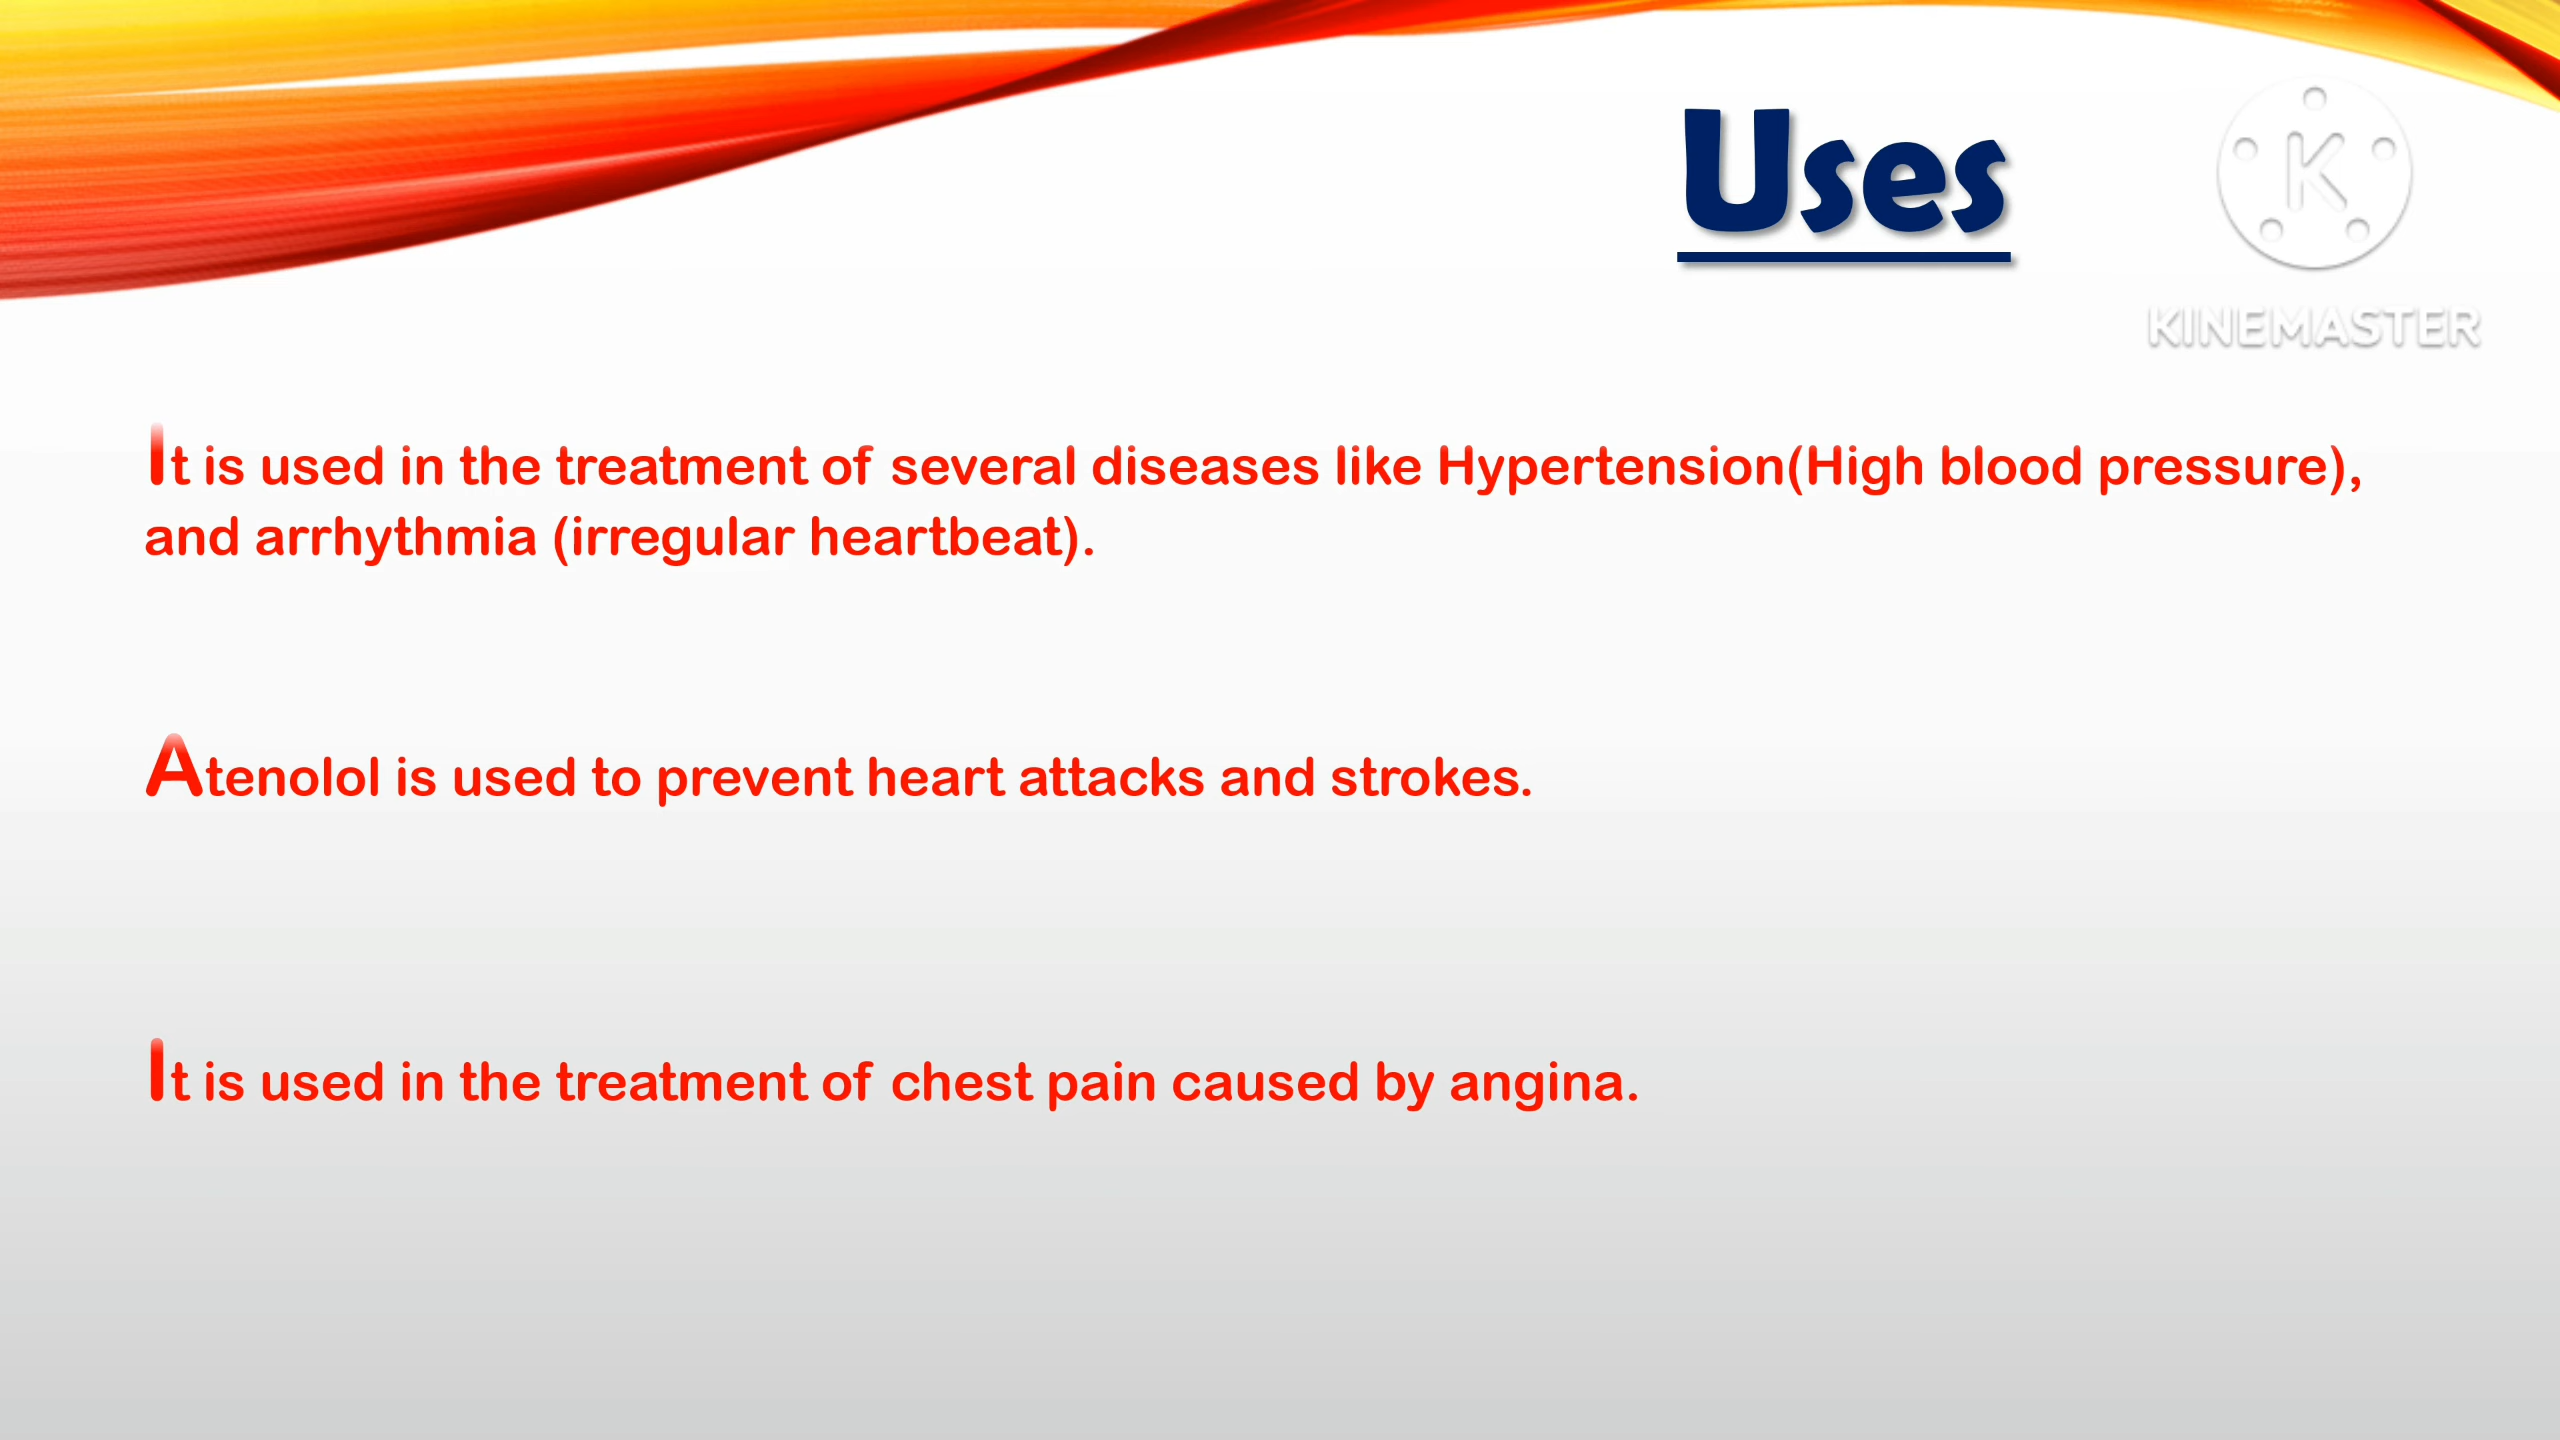 Uses
K
KINEMASTER
It is used in the treatment of several diseases like Hypertension(High blood pressure),
and arrhythmia (irregular heartbeat).
Atenolol is used to prevent heart attacks and strokes.
It is used in the treatment of chest pain caused by angina.